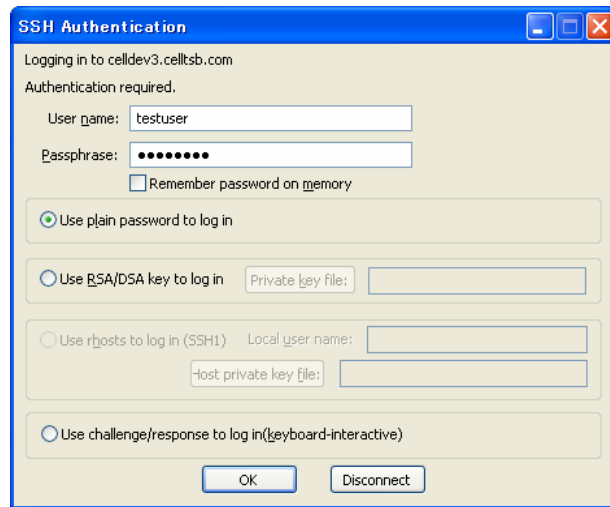 SSH Authentication
Logging in to celldev3.celltsb.com
Authentication required.
User name: testuser
Passphrase: ●●●●●●●●
Remember password on memory
Use plain password to log in
Use RSA/DSA key to log in Private key file:
Use rhosts to log in (SSH1) Local user name:
Host private key file:
Use challenge/response to log in(keyboard-interactive)
OK Disconnect